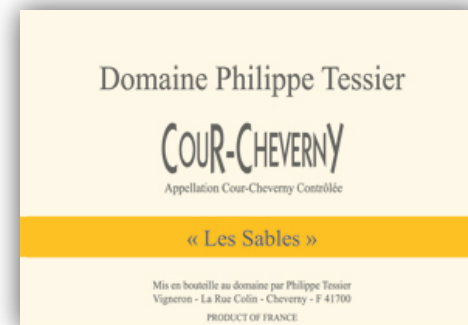 Domaine Philippe Tessier
COUR-CHEVERNY
Appellation Cour-Cheverny Contrôlée
« Les Sables »
Mis en bouteille au domaine par Philippe Tessier
Vigneron - La Rue Colin - Cheverny - F 41700
PRODUCT OF FRANCE